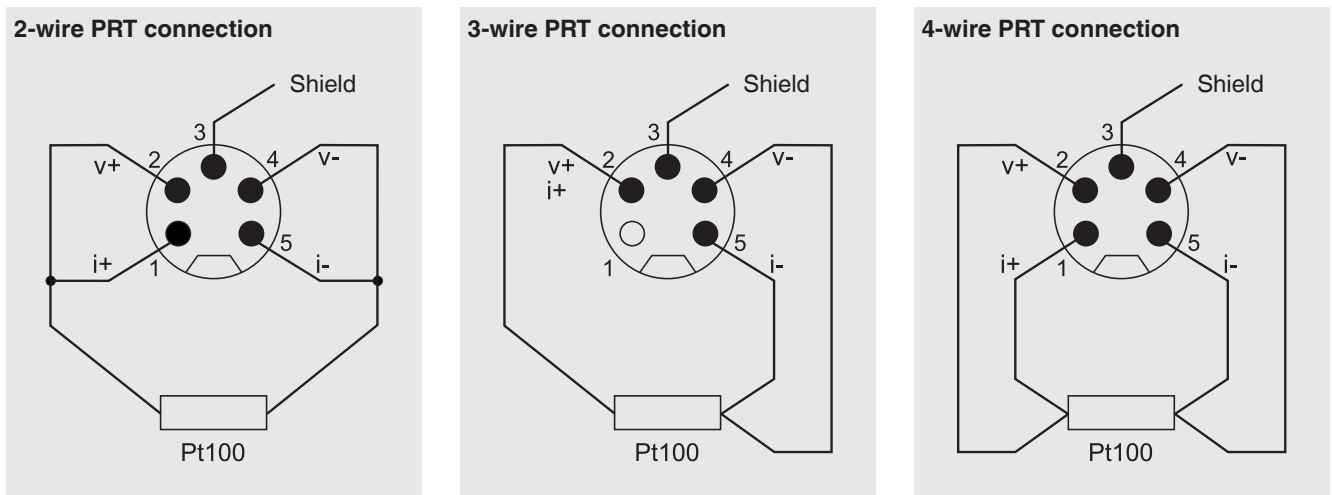 2-wire PRT connection
Shield
3
2
4
v+
v-
i+
1
5
i-
Pt100
3-wire PRT connection
Shield
3
2
4
v+
v-
i+
1
5
i-
Pt100
4-wire PRT connection
Shield
3
2
4
v+
v-
i+
1
5
i-
Pt100